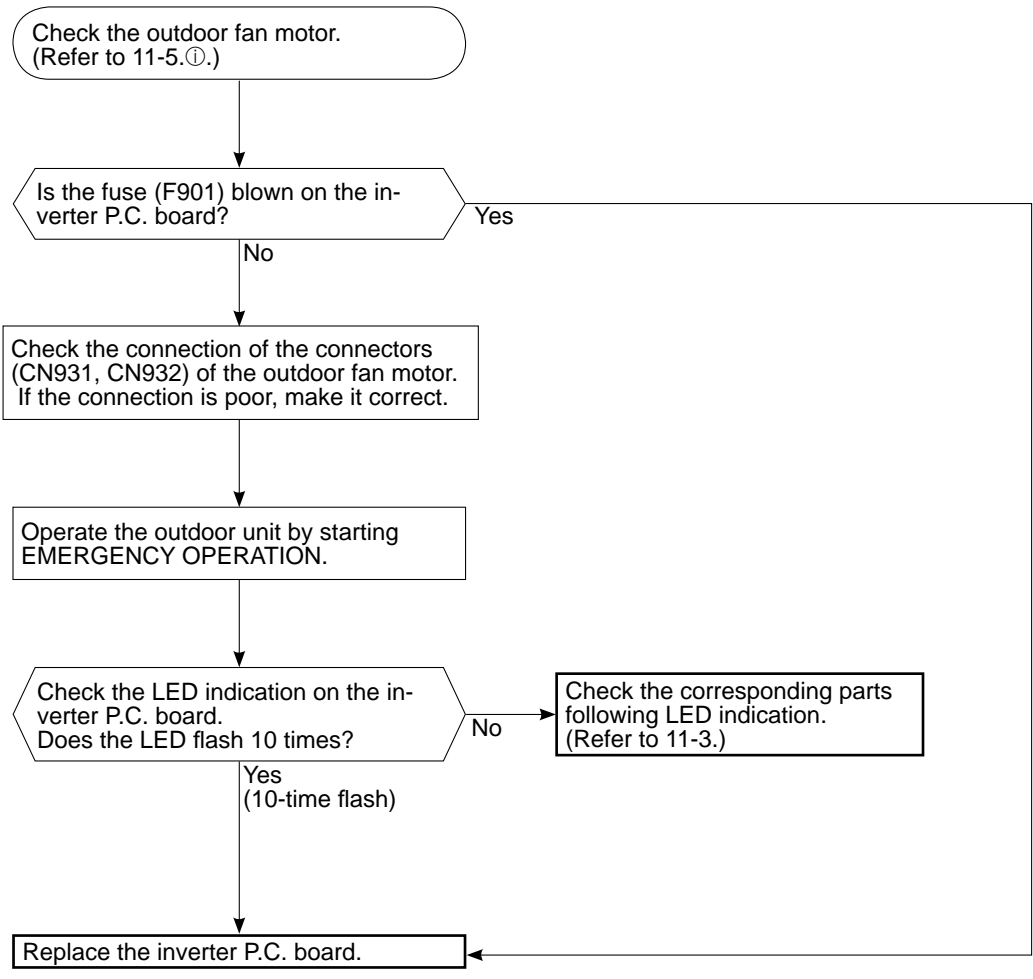 Check the outdoor fan motor.
(Refer to 11-5.ⓘ.)
Is the fuse (F901) blown on the in-
verter P.C. board?
Yes
No
Check the connection of the connectors
(CN931, CN932) of the outdoor fan motor.
If the connection is poor, make it correct.
Operate the outdoor unit by starting
EMERGENCY OPERATION.
Check the LED indication on the in-
verter P.C. board.
Does the LED flash 10 times?
No
Check the corresponding parts
following LED indication.
(Refer to 11-3.)
Yes
(10-time flash)
Replace the inverter P.C. board.